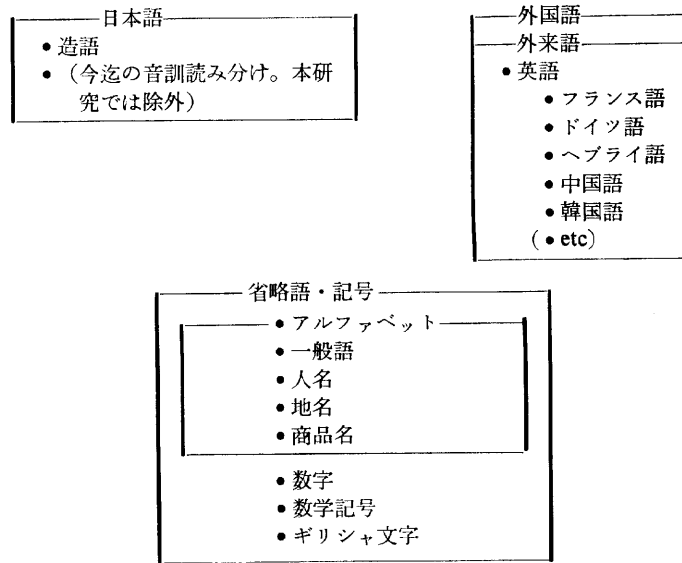 日本語
• 造語
• （今迄の音訓読み分け。本研
究では除外）
外国語
外来語
• 英語
• フランス語
• ドイツ語
• ヘブライ語
• 中国語
• 韓国語
（• etc）
省略語・記号
• アルファベット
• 一般語
• 人名
• 地名
• 商品名
• 数字
• 数学記号
• ギリシャ文字